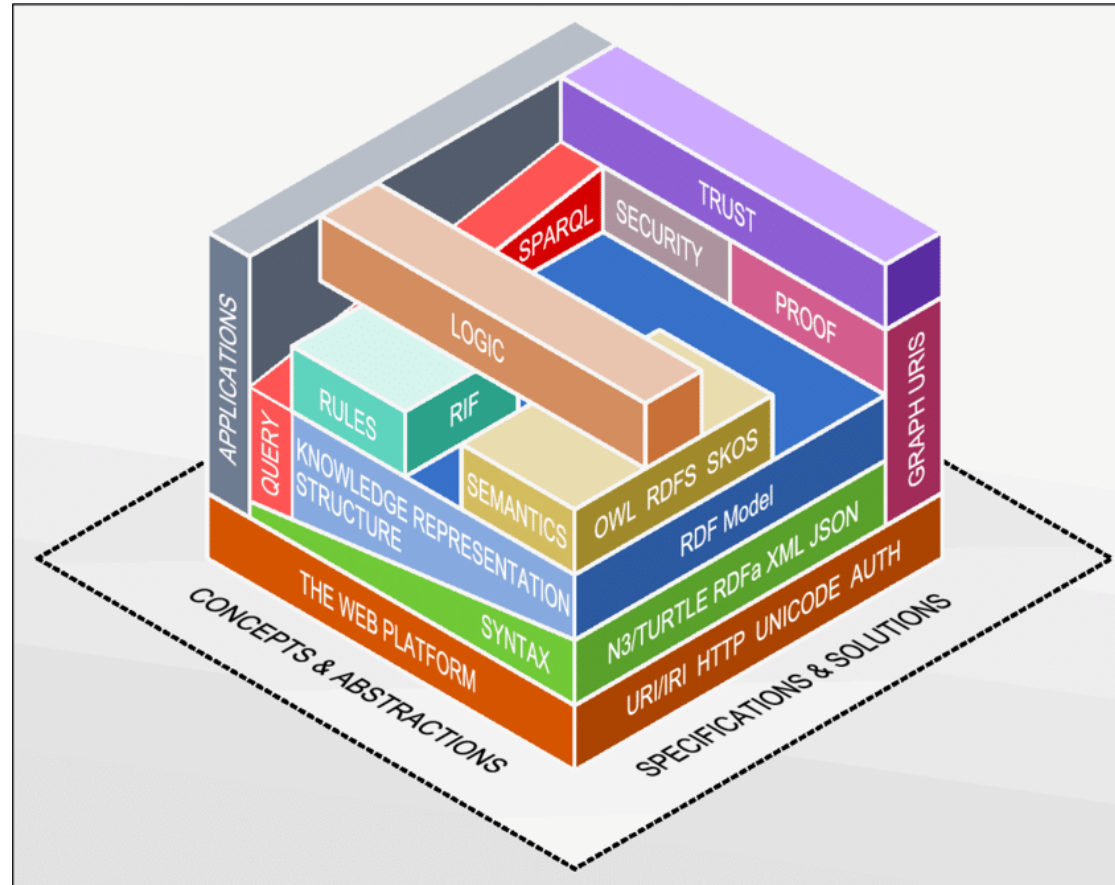 TRUST
SPARQL
SECURITY
PROOF
LOGIC
APPLICATIONS
GRAPH URIS
RULES
RIF
QUERY
KNOWLEDGE REPRESENTATION
STRUCTURE
SEMANTICS
OWL RDFS SKOS
RDF Model
SYNTAX
N3/TURTLE RDFa XML JSON
THE WEB PLATFORM
URI/IRI HTTP UNICODE AUTH
CONCEPTS & ABSTRACTIONS
SPECIFICATIONS & SOLUTIONS